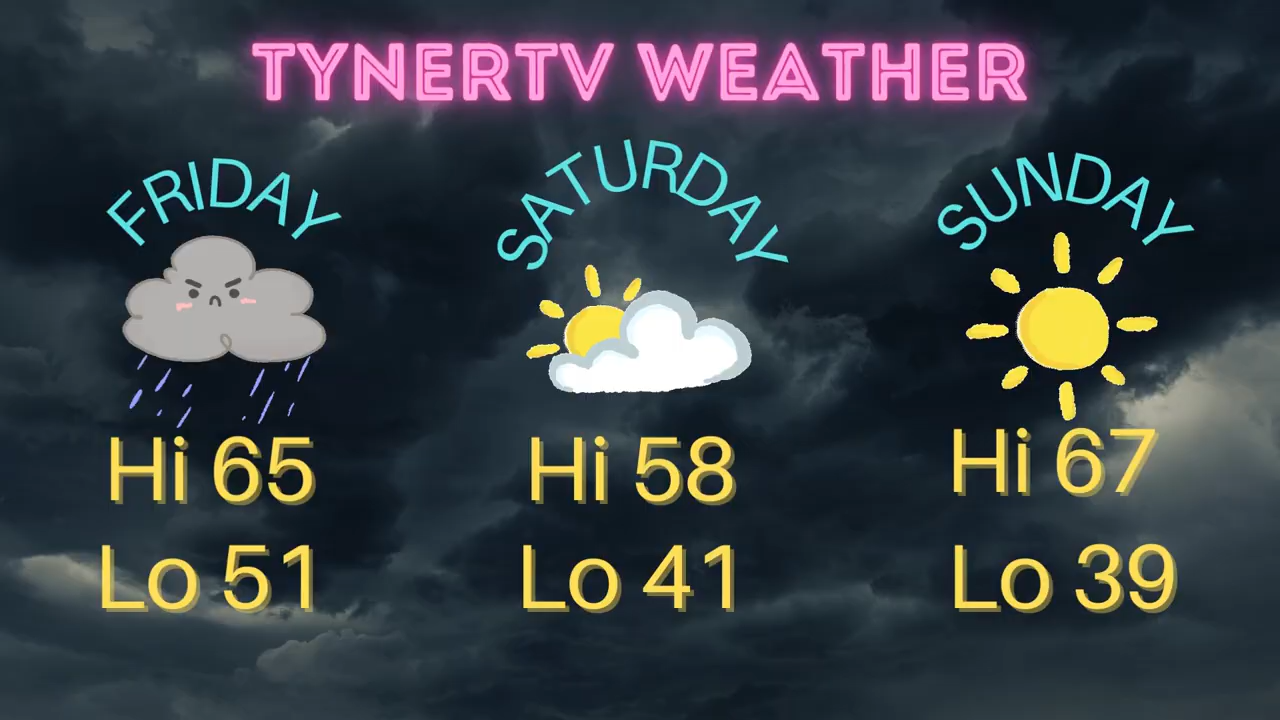 TYNERTV WEATHER
FRIDAY
Hi 65
Lo 51
SATURDAY
Hi 58
Lo 41
SUNDAY
Hi 67
Lo 39